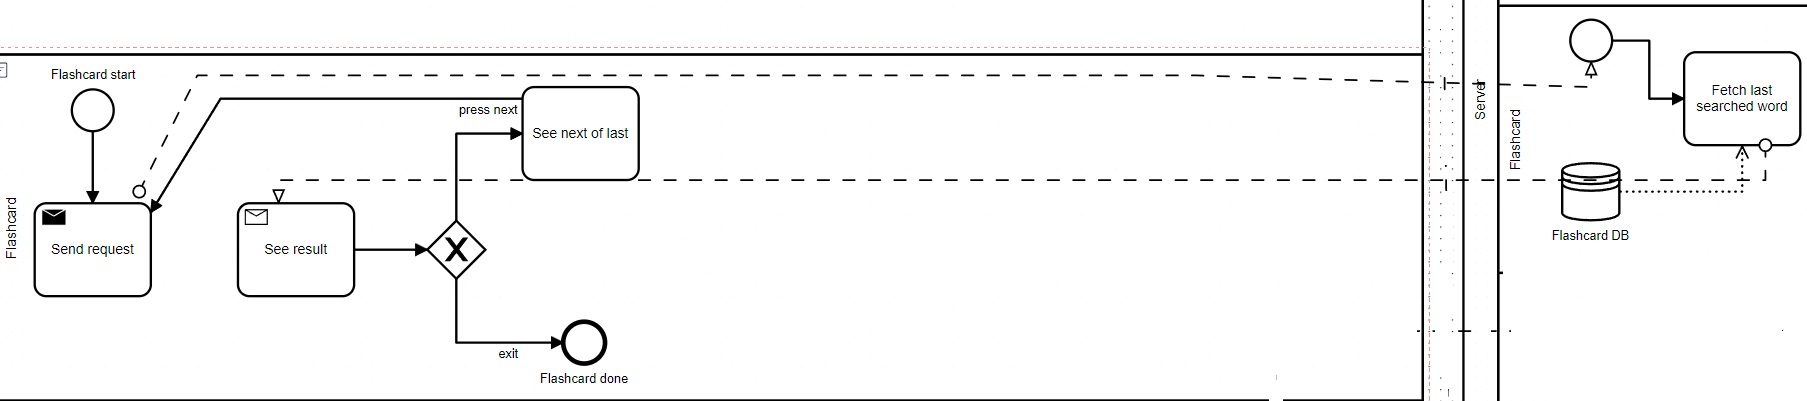 Flashcard start
press next
See next of last
Flashcard
Send request
See result
X
exit
Flashcard done
Server
Flashcard
Fetch last
searched word
Flashcard DB